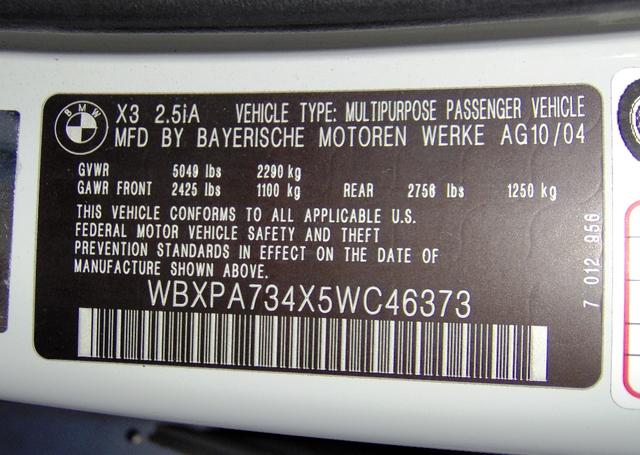 BMW
X3 2.5iA VEHICLE TYPE: MULTIPURPOSE PASSENGER VEHICLE
MFD BY BAYERISCHE MOTOREN WERKE AG10/04
GVWR 5049 lbs 2290 kg
GAWR FRONT 2425 lbs 1100 kg REAR 2756 lbs 1250 kg
THIS VEHICLE CONFORMS TO ALL APPLICABLE U.S.
FEDERAL MOTOR VEHICLE SAFETY AND THEFT
PREVENTION STANDARDS IN EFFECT ON THE DATE OF
MANUFACTURE SHOWN ABOVE.
WBXPA734X5WC46373
7 012 956